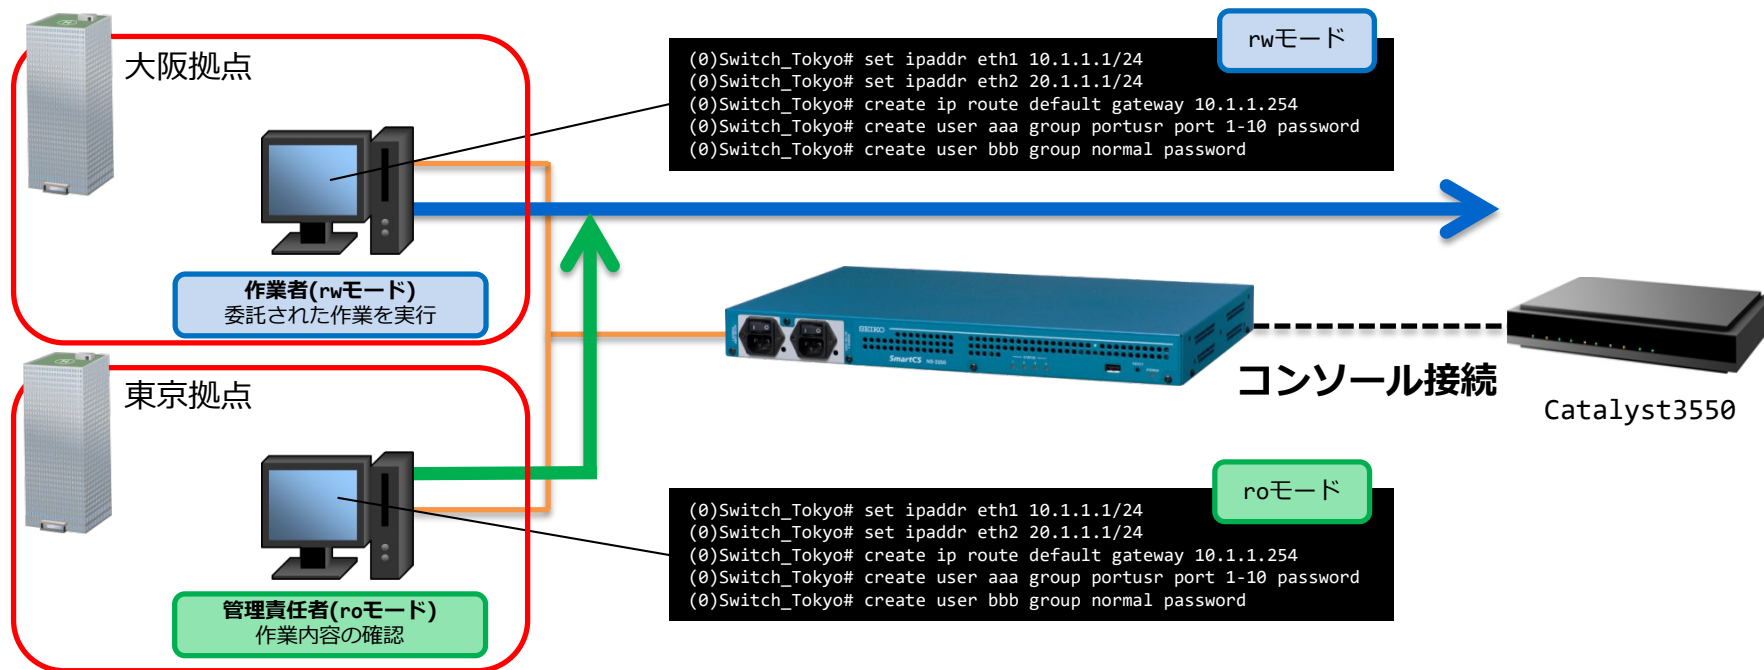 大阪拠点
rwモード
(0)Switch_Tokyo# set ipaddr eth1 10.1.1.1/24
(0)Switch_Tokyo# set ipaddr eth2 20.1.1.1/24
(0)Switch_Tokyo# create ip route default gateway 10.1.1.254
(0)Switch_Tokyo# create user aaa group portusr port 1-10 password
(0)Switch_Tokyo# create user bbb group normal password
作業者(rwモード)
委託された作業を実行
SEIKO
SmartCS
コンソール接続
Catalyst3550
東京拠点
roモード
(0)Switch_Tokyo# set ipaddr eth1 10.1.1.1/24
(0)Switch_Tokyo# set ipaddr eth2 20.1.1.1/24
(0)Switch_Tokyo# create ip route default gateway 10.1.1.254
(0)Switch_Tokyo# create user aaa group portusr port 1-10 password
(0)Switch_Tokyo# create user bbb group normal password
管理責任者(roモード)
作業内容の確認